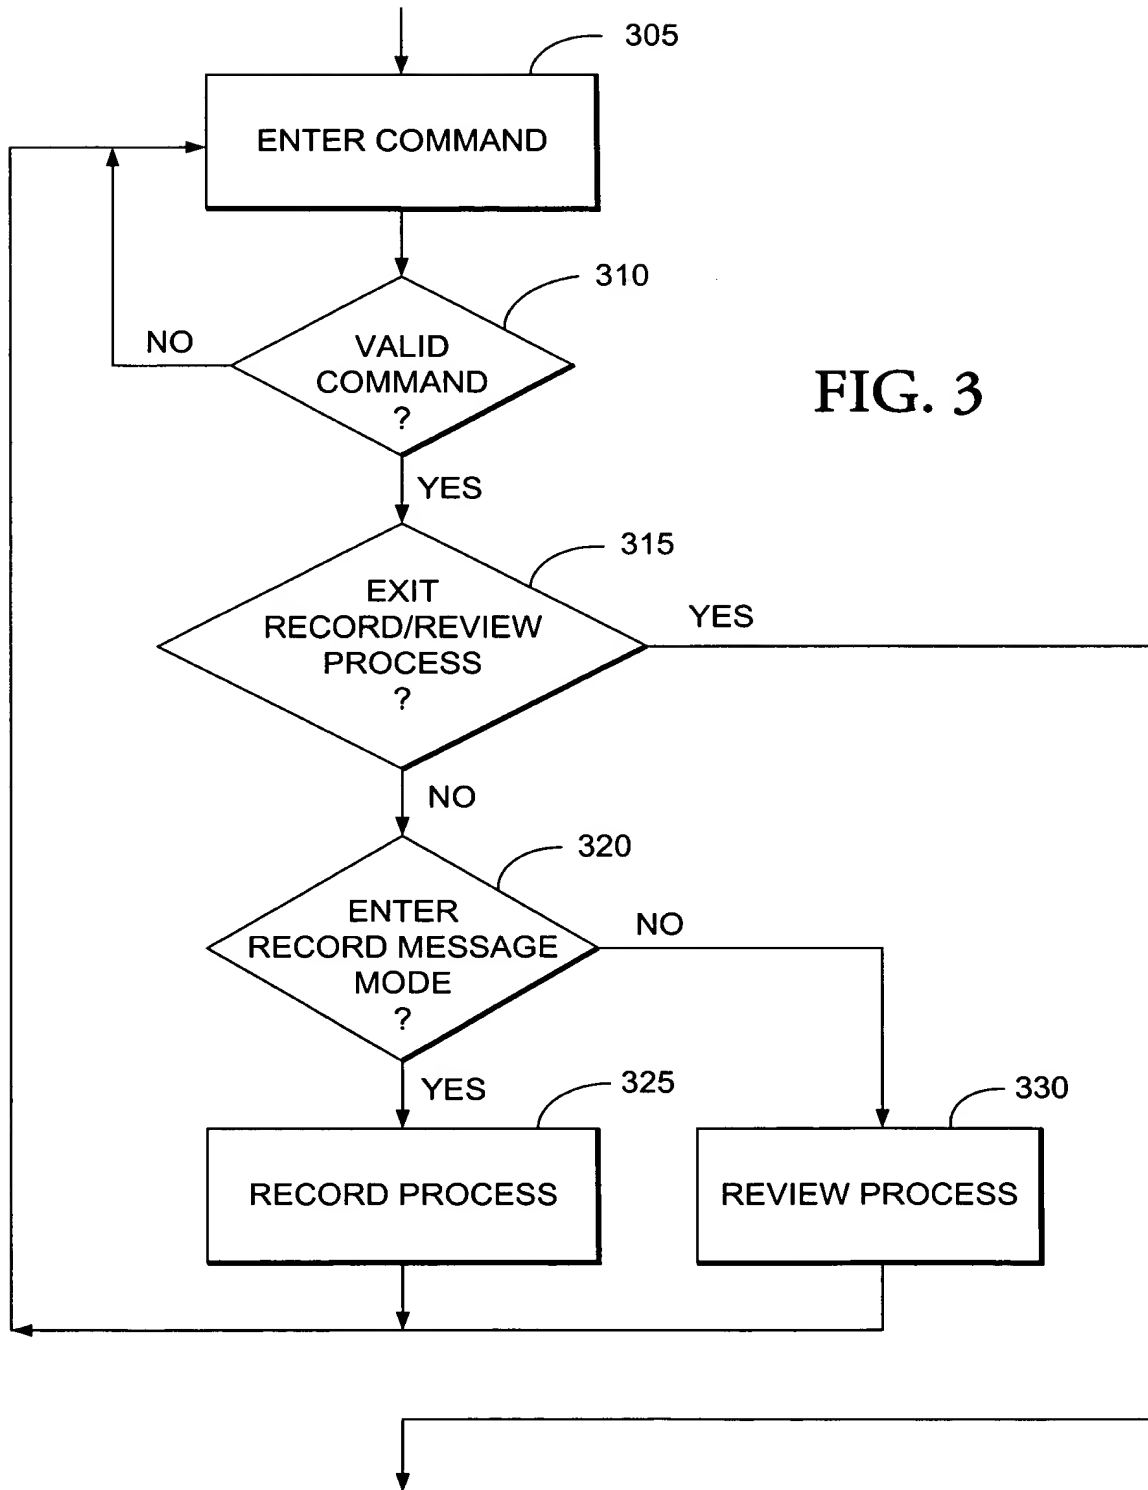 305
ENTER COMMAND
310
NO
VALID
COMMAND
?
FIG. 3
YES
315
EXIT
RECORD/REVIEW
PROCESS
?
YES
NO
320
ENTER
RECORD MESSAGE
MODE
?
NO
YES
325
330
RECORD PROCESS
REVIEW PROCESS